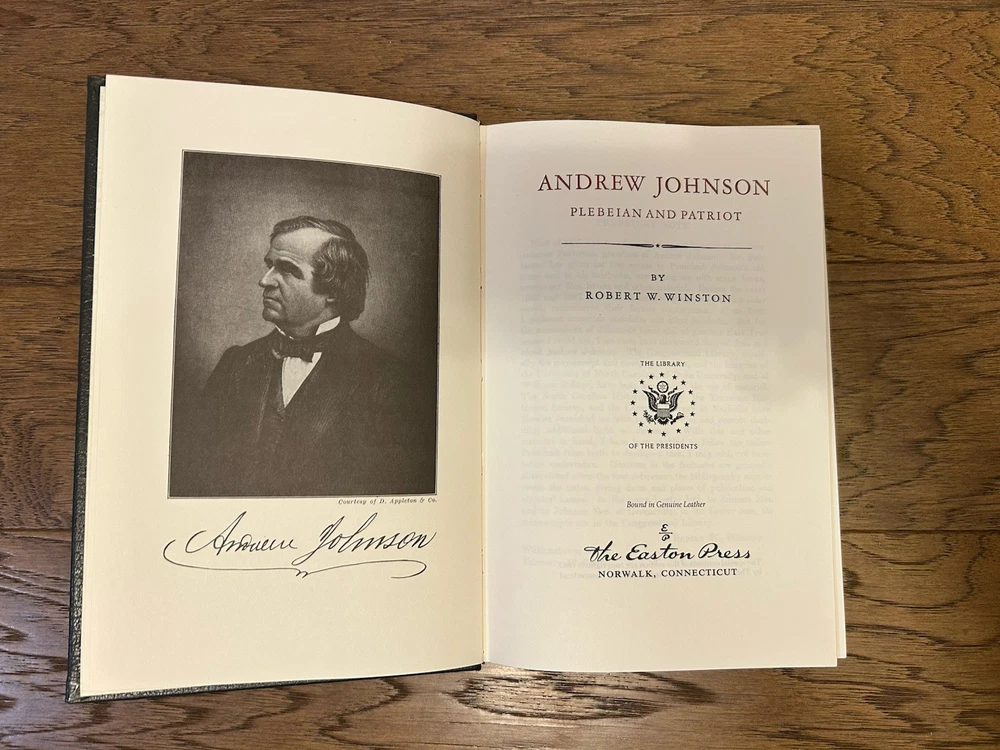 Courtesy of D. Appleton & Co.
Andrew Johnson
ANDREW JOHNSON
PLEBEIAN AND PATRIOT
BY
ROBERT W. WINSTON
THE LIBRARY
OF THE PRESIDENTS
Bound in Genuine Leather
the Easton Press
NORWALK, CONNECTICUT